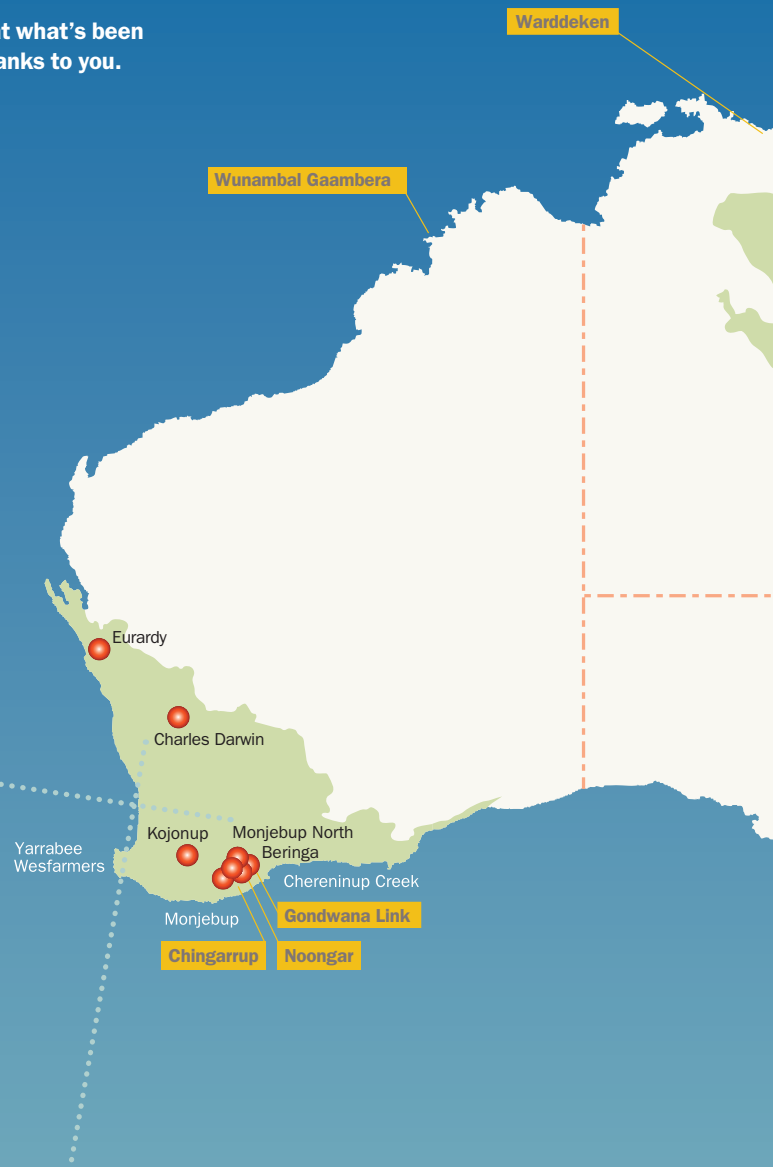 what's been
to you.
Warddeken
Wunambal Gaambera
Eurardy
Charles Darwin
Kojonup
Monjebup North
Beringa
Yarrabee
Wesfarmers
Chereninup Creek
Monjebup
Gondwana Link
Chingarrup
Noongar